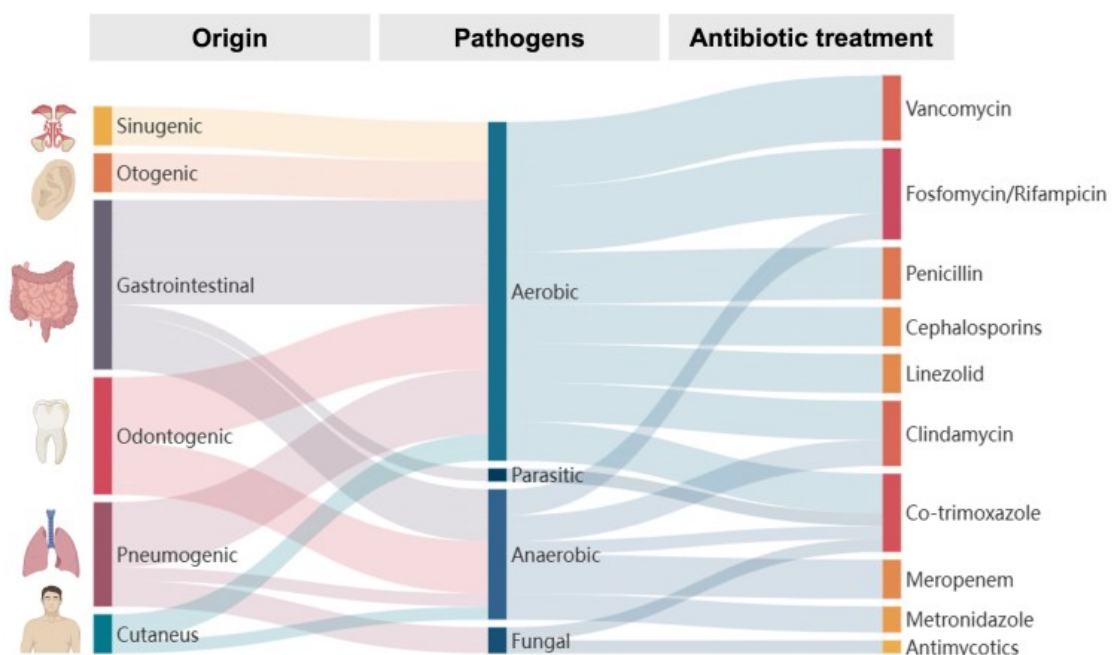 Origin
Pathogens
Antibiotic treatment
Sinugenic
Otogenic
Gastrointestinal
Odontogenic
Pneumogenic
Cutaneus
Aerobic
Parasitic
Anaerobic
Fungal
Vancomycin
Fosfomycin/Rifampicin
Penicillin
Cephalosporins
Linezolid
Clindamycin
Co-trimoxazole
Meropenem
Metronidazole
Antimycotics